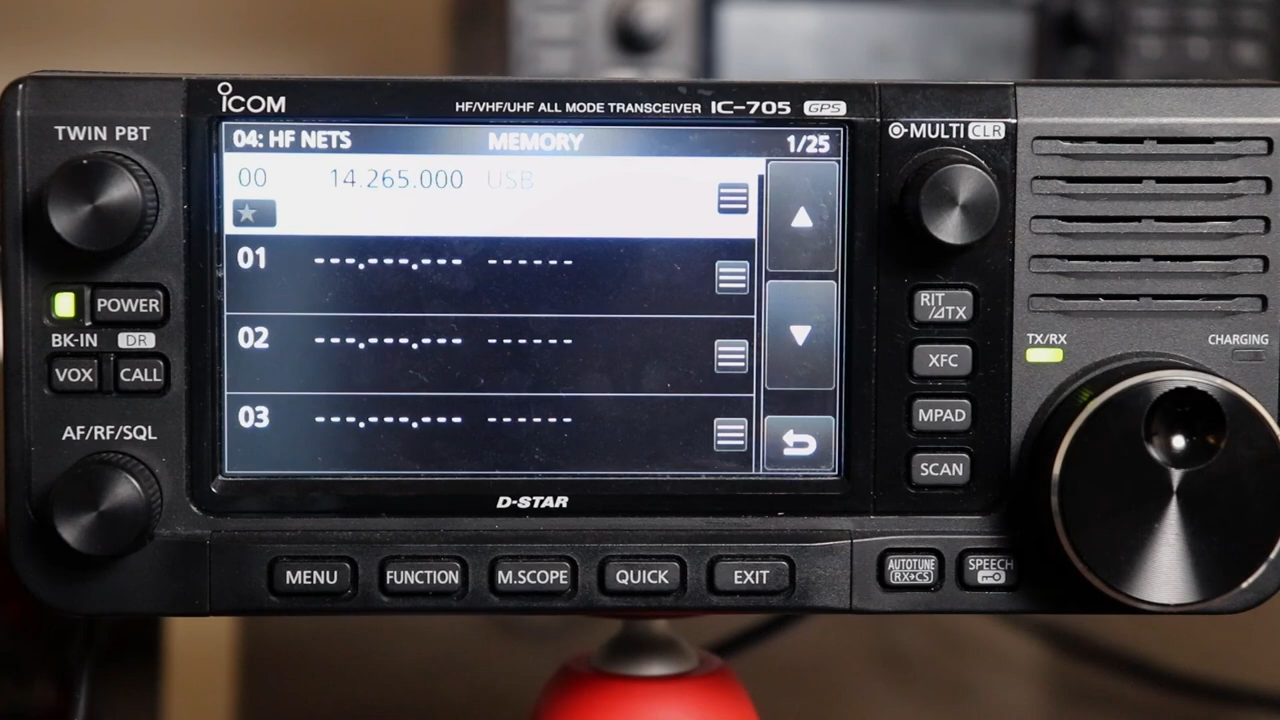 ICOM
HF/VHF/UHF ALL MODE TRANSCEIVER IC-705 GPS
TWIN PBT
MULTI CLR
04: HF NETS MEMORY 1/25
00 14.265.000 USB
01 ---.---.--- ------
02 ---.---.--- ------
03 ---.---.--- ------
POWER
BK-IN DR
VOX CALL
AF/RF/SQL
RIT
/⊿TX
XFC
MPAD
SCAN
TX/RX
CHARGING
D-STAR
MENU FUNCTION M.SCOPE QUICK EXIT
AUTOTUNE
RX→CS
SPEECH